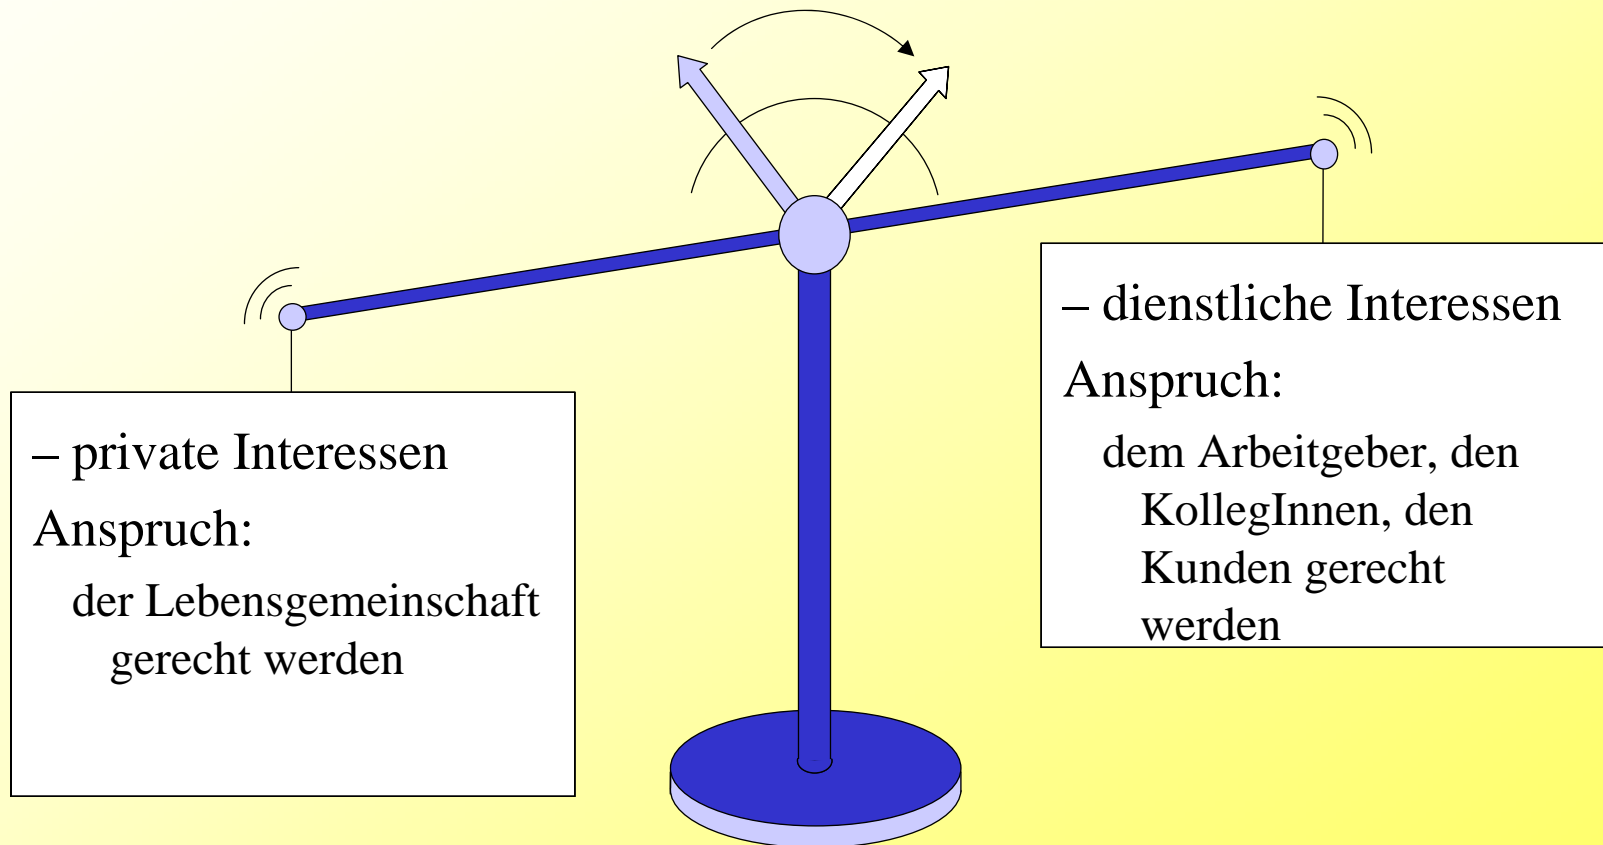 – private Interessen
Anspruch:
der Lebensgemeinschaft
gerecht werden
– dienstliche Interessen
Anspruch:
dem Arbeitgeber, den
KollegInnen, den
Kunden gerecht
werden